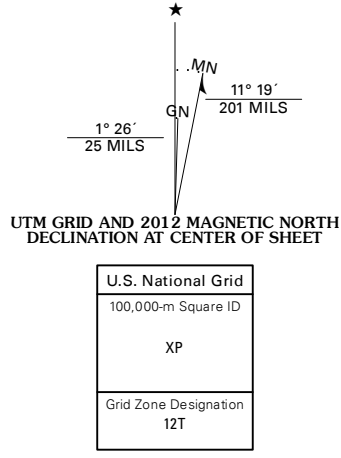 ★
MN
GN
11° 19´
201 MILS
1° 26´
25 MILS
UTM GRID AND 2012 MAGNETIC NORTH
DECLINATION AT CENTER OF SHEET
U.S. National Grid
100,000-m Square ID
XP
Grid Zone Designation
12T